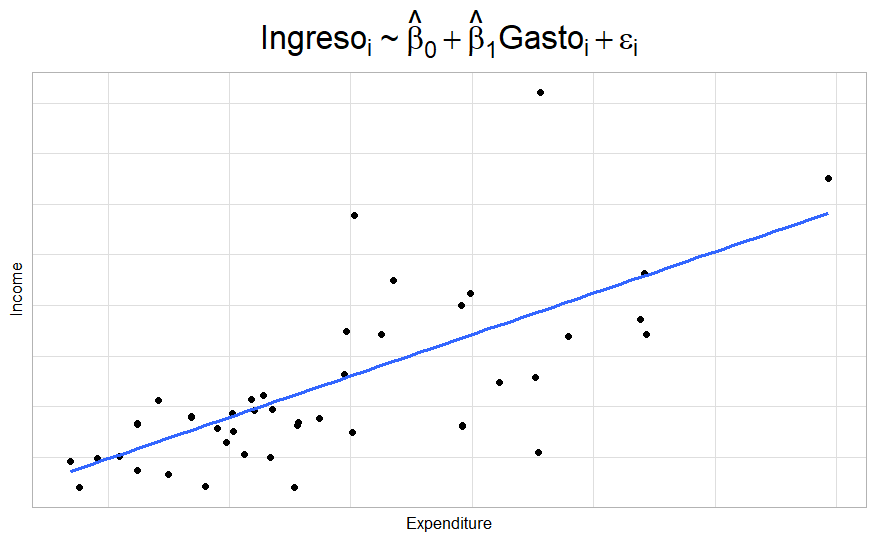 Ingresoᵢ ~ β̂₀ + β̂₁Gastoᵢ + εᵢ
Income
Expenditure